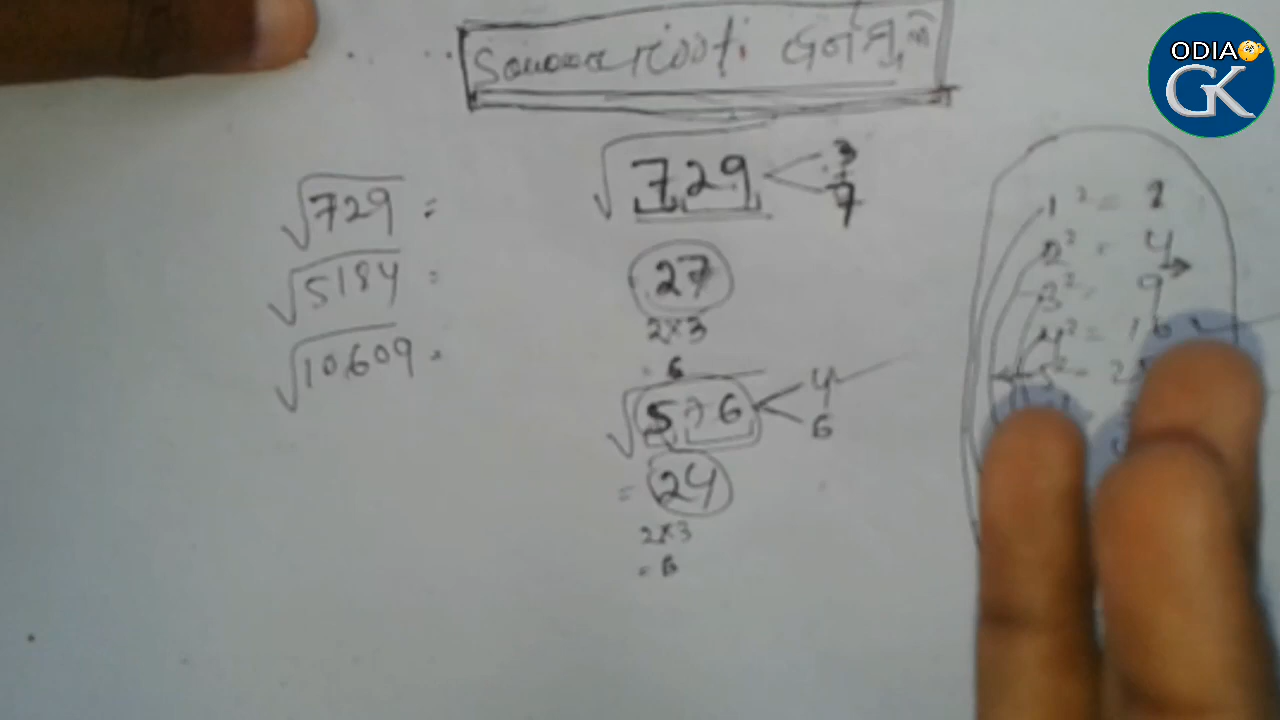 ODIA
GK
Square root
√729 =
√5184 =
√10609 =
√729 < 3
7
27
2×3
= 6
√576 < 4
6
= 24
2×3
= 6
1² = 1
2² = 4
3² = 9
4² = 16